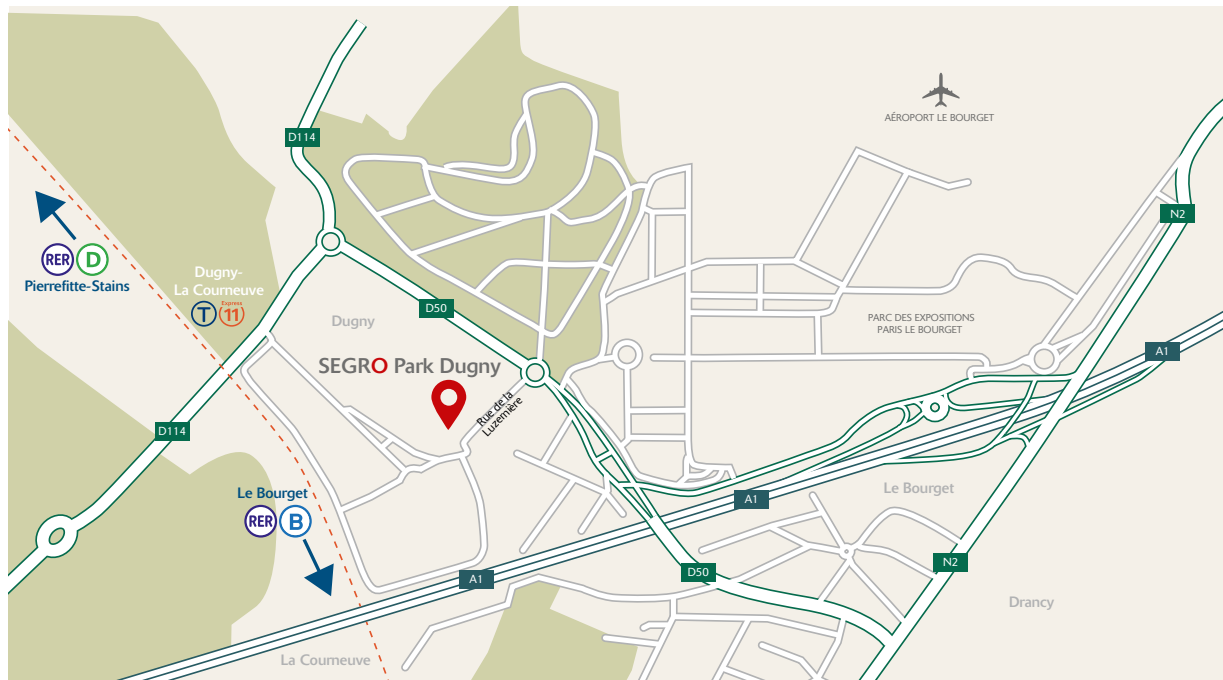 AÉROPORT LE BOURGET
D114
N2
RER D
Pierrefitte-Stains
Dugny-
La Courneuve
T Express 11
D50
Dugny
PARC DES EXPOSITIONS
PARIS LE BOURGET
A1
SEGRO Park Dugny
Rue de la
Luzernière
D114
Le Bourget
RER B
Le Bourget
A1
N2
D50
A1
Drancy
La Courneuve